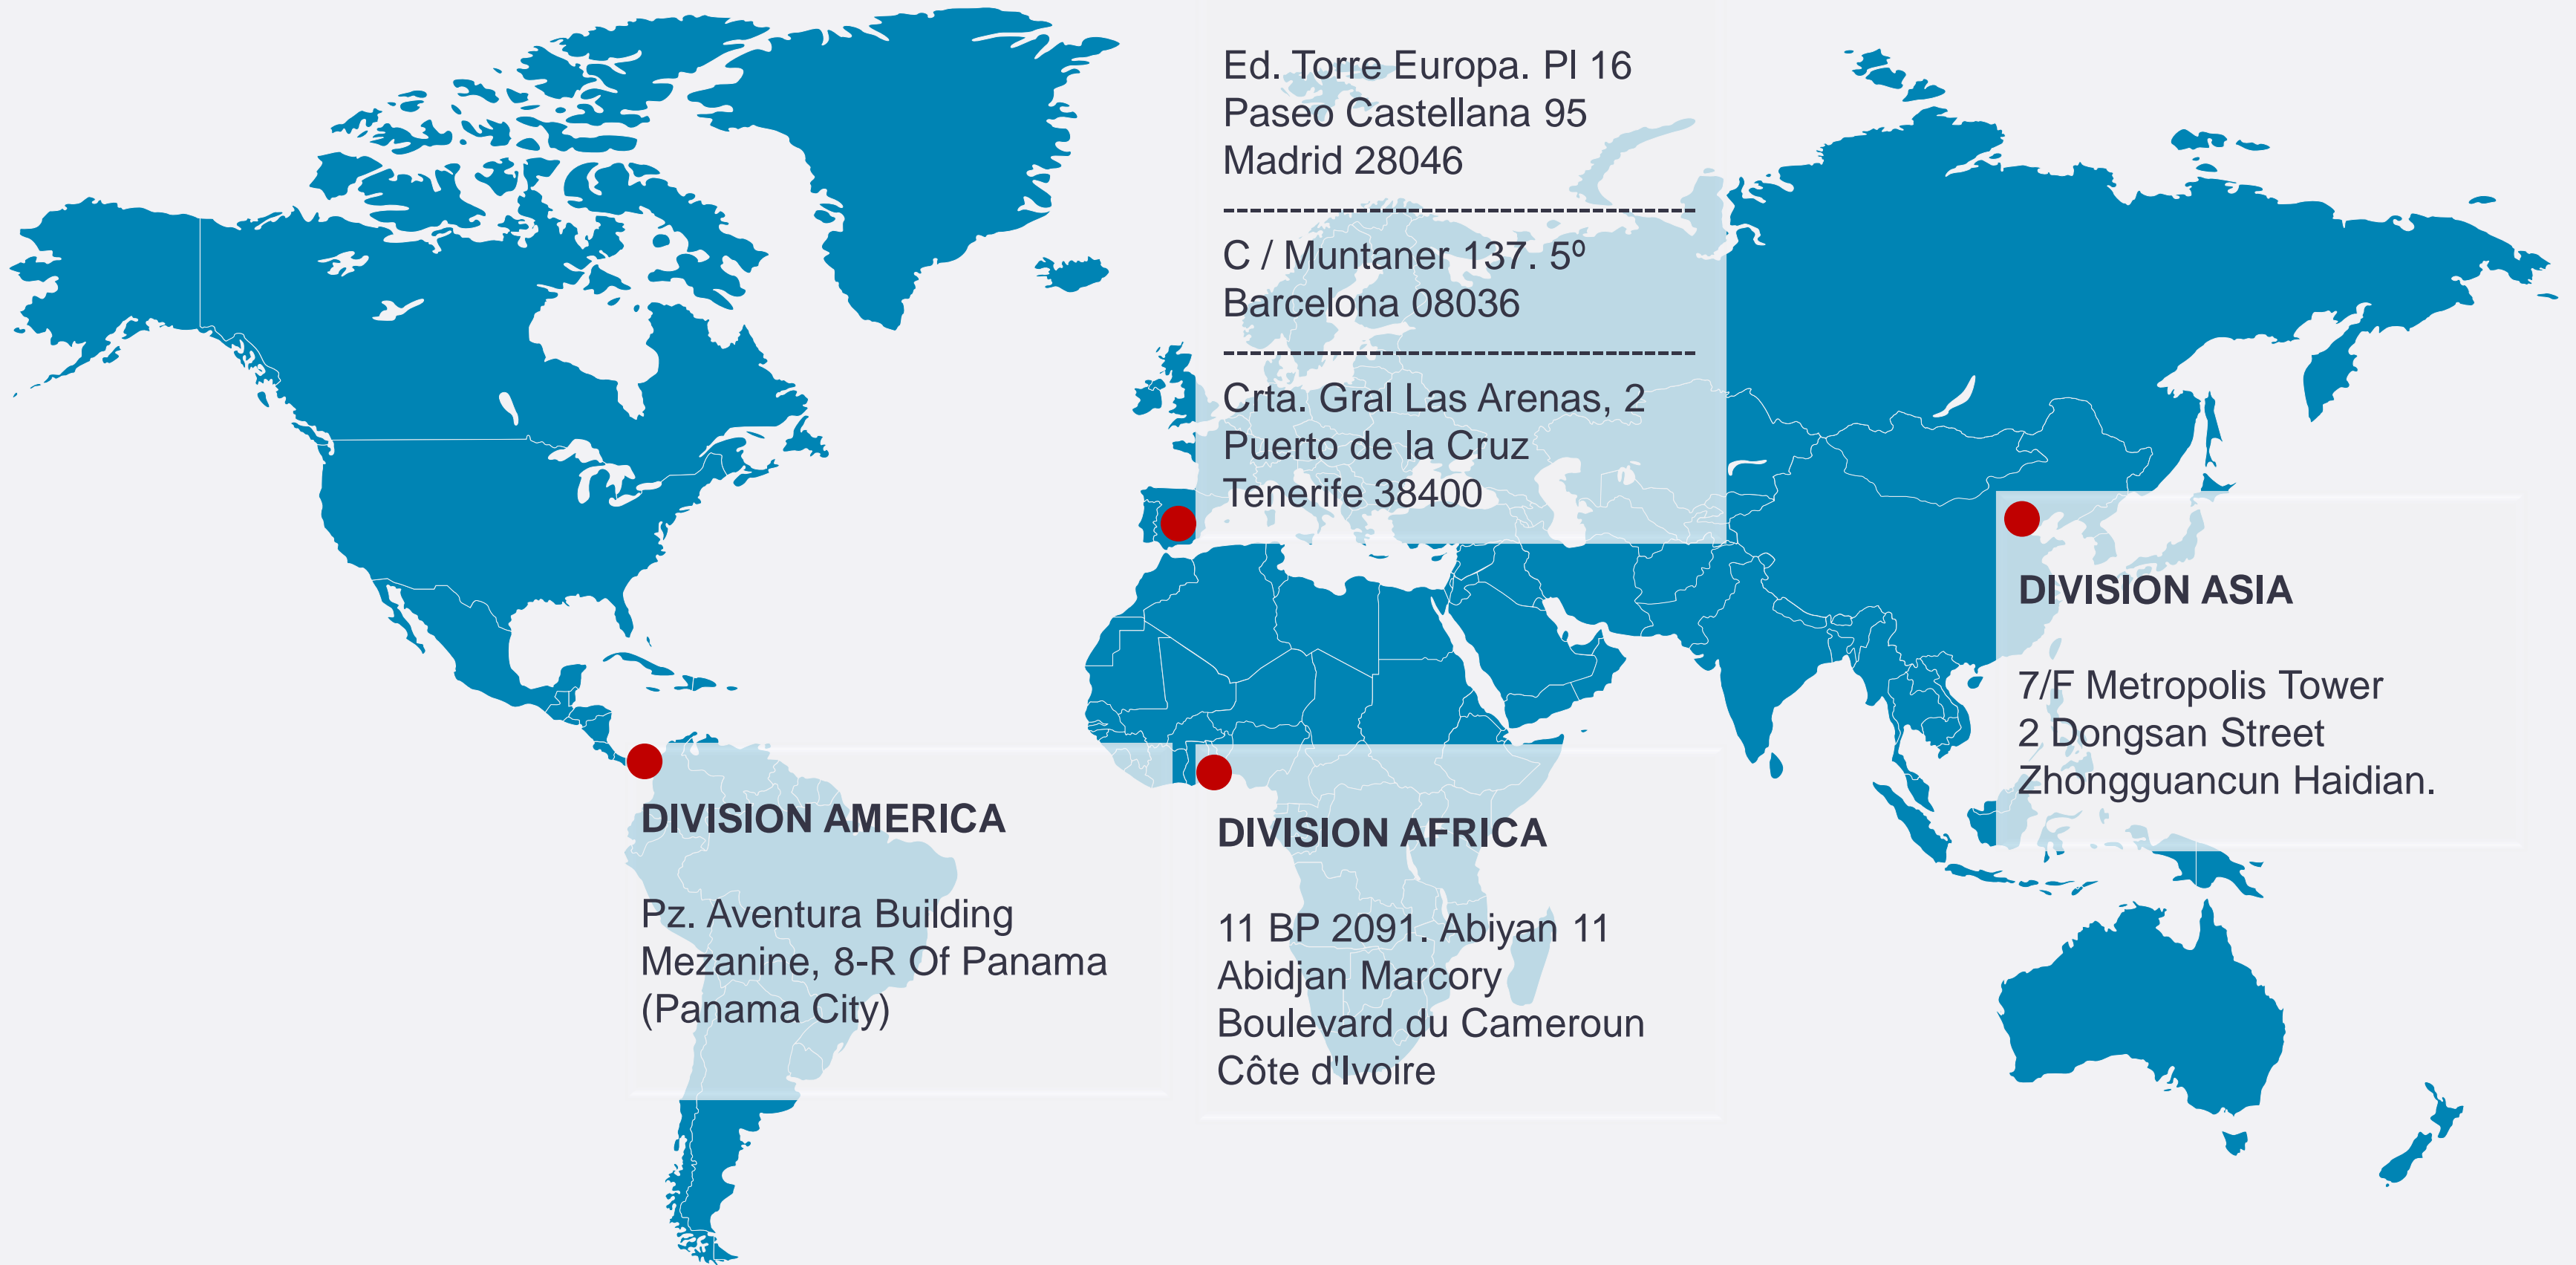 Ed. Torre Europa. Pl 16
Paseo Castellana 95
Madrid 28046
------------------------------------
C / Muntaner 137. 5º
Barcelona 08036
------------------------------------
Crta. Gral Las Arenas, 2
Puerto de la Cruz
Tenerife 38400
DIVISION AMERICA
Pz. Aventura Building
Mezanine, 8-R Of Panama
(Panama City)
DIVISION AFRICA
11 BP 2091. Abiyan 11
Abidjan Marcory
Boulevard du Cameroun
Côte d'Ivoire
DIVISION ASIA
7/F Metropolis Tower
2 Dongsan Street
Zhongguancun Haidian.